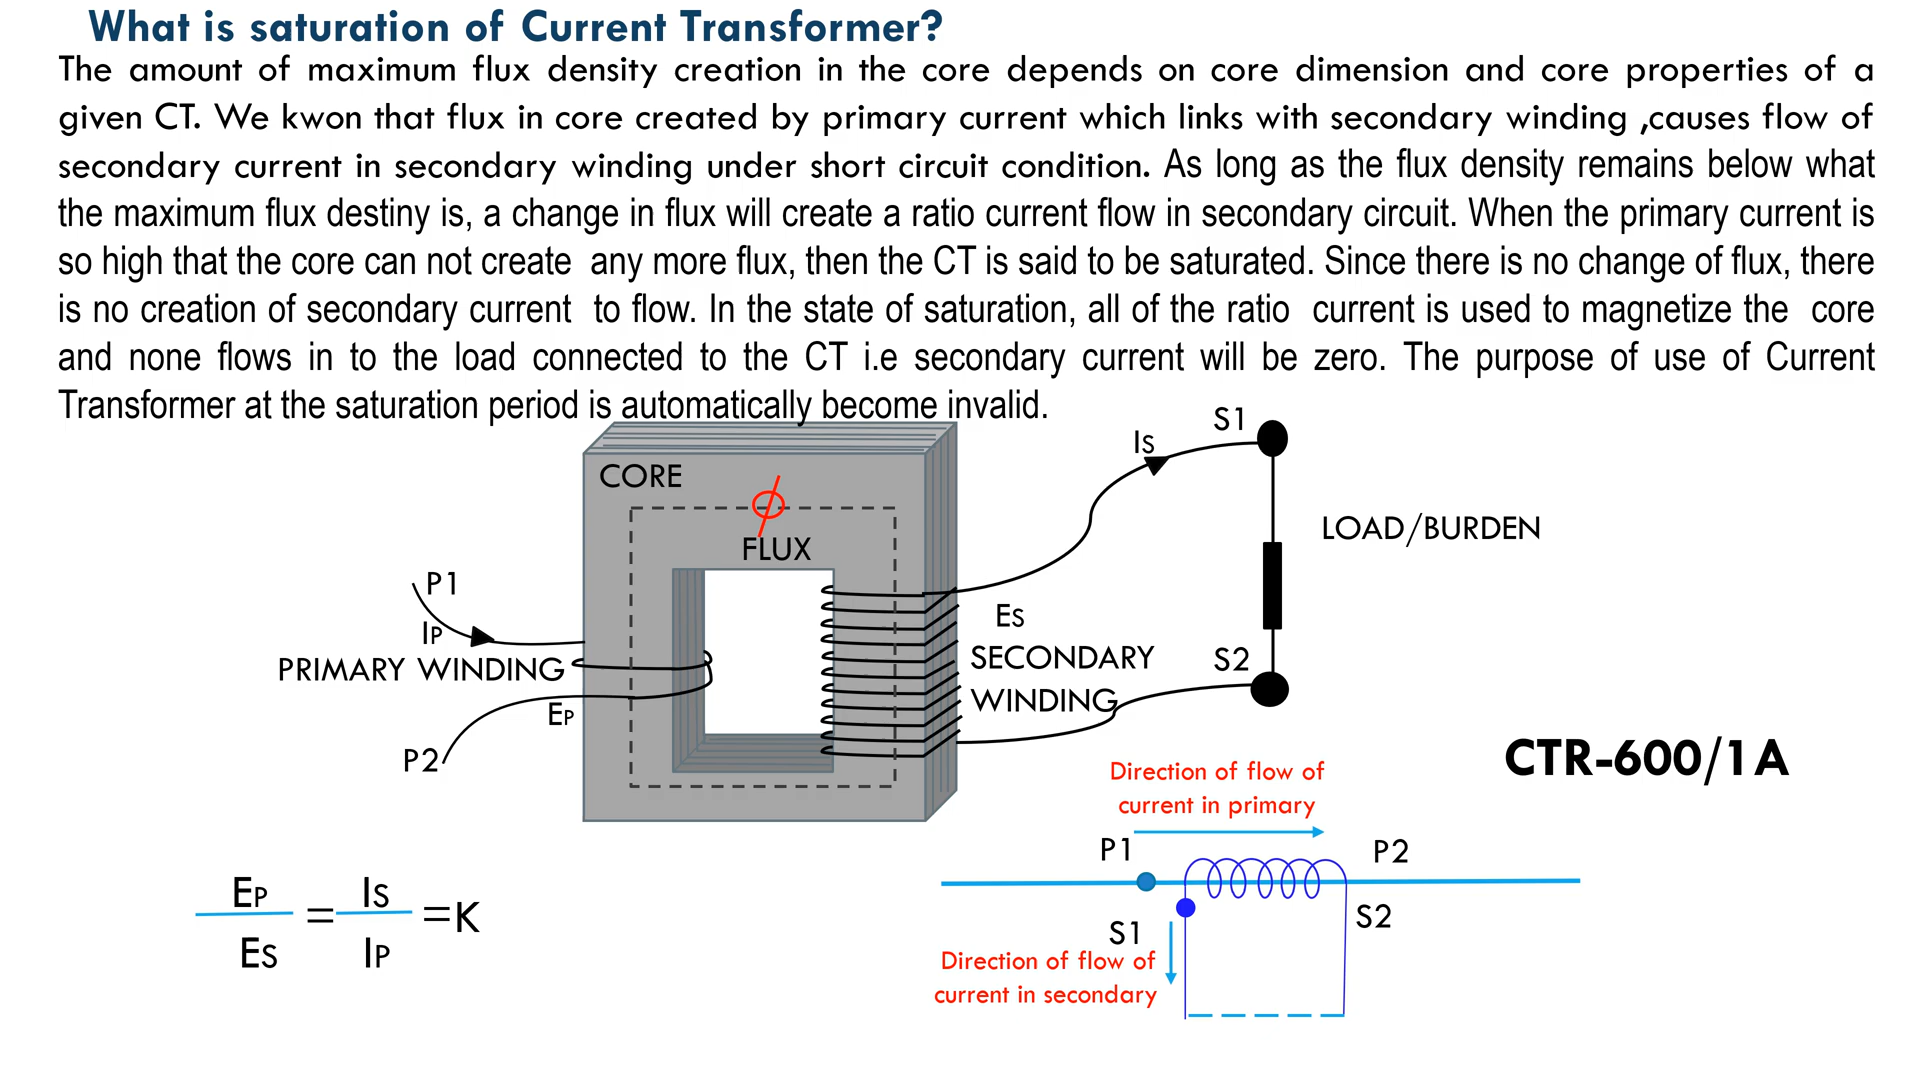 What is saturation of Current Transformer?
The amount of maximum flux density creation in the core depends on core dimension and core properties of a
given CT. We kwon that flux in core created by primary current which links with secondary winding ,causes flow of
secondary current in secondary winding under short circuit condition. As long as the flux density remains below what
the maximum flux destiny is, a change in flux will create a ratio current flow in secondary circuit. When the primary current is
so high that the core can not create any more flux, then the CT is said to be saturated. Since there is no change of flux, there
is no creation of secondary current to flow. In the state of saturation, all of the ratio current is used to magnetize the core
and none flows in to the load connected to the CT i.e secondary current will be zero. The purpose of use of Current
Transformer at the saturation period is automatically become invalid.
S1
IS
CORE
LOAD/BURDEN
FLUX
P1
ES
IP
SECONDARY
WINDING
S2
PRIMARY WINDING
EP
P2
CTR-600/1A
Direction of flow of
current in primary
P1
P2
EP
IS
=
=K
ES
IP
S1
S2
Direction of flow of
current in secondary